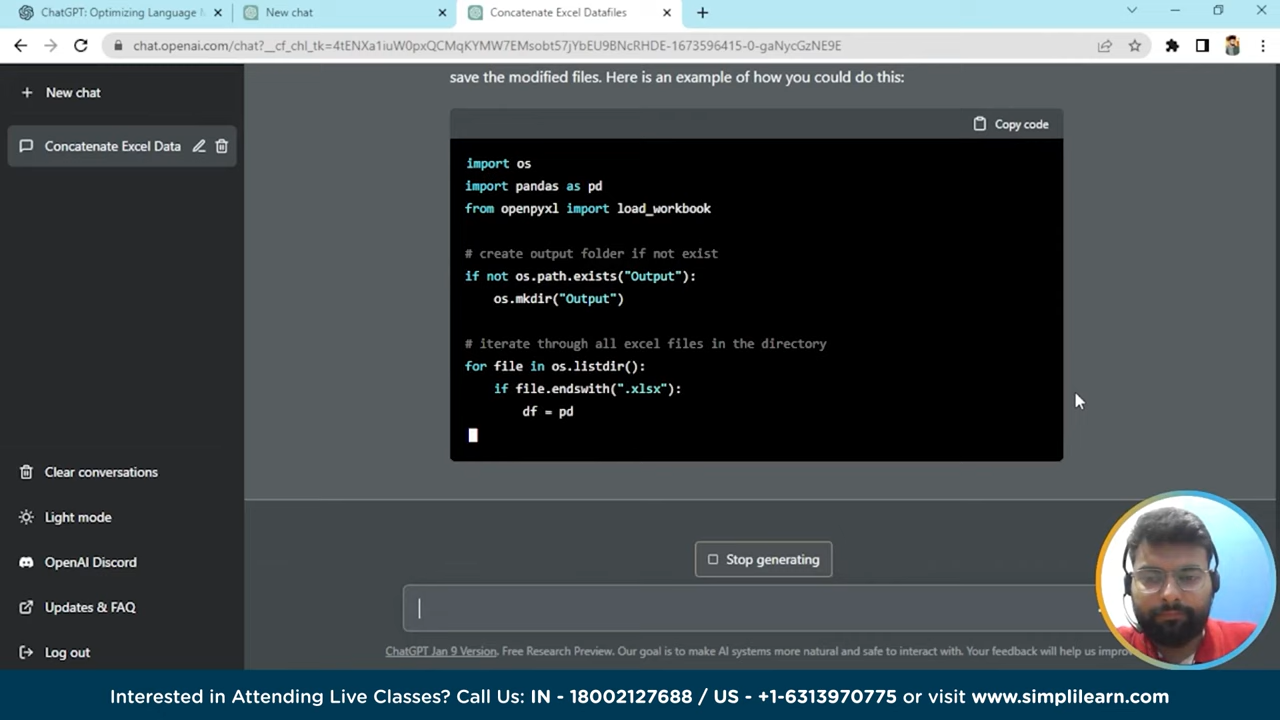 ChatGPT: Optimizing Language M
New chat
Concatenate Excel Datafiles
chat.openai.com/chat?__cf_chl_tk=4tENXa1iuW0pxQCMqKYMW7EMsobt57jYbEU9BNcRHDE-1673596415-0-gaNycGzNE9E
New chat
Concatenate Excel Data
Clear conversations
Light mode
OpenAI Discord
Updates & FAQ
Log out
save the modified files. Here is an example of how you could do this:
Copy code
import os
import pandas as pd
from openpyxl import load_workbook
# create output folder if not exist
if not os.path.exists("Output"):
os.mkdir("Output")
# iterate through all excel files in the directory
for file in os.listdir():
if file.endswith(".xlsx"):
df = pd
Stop generating
ChatGPT Jan 9 Version. Free Research Preview. Our goal is to make AI systems more natural and safe to interact with. Your feedback will help us
Interested in Attending Live Classes? Call Us: IN - 18002127688 / US - +1-6313970775 or visit www.simplilearn.com